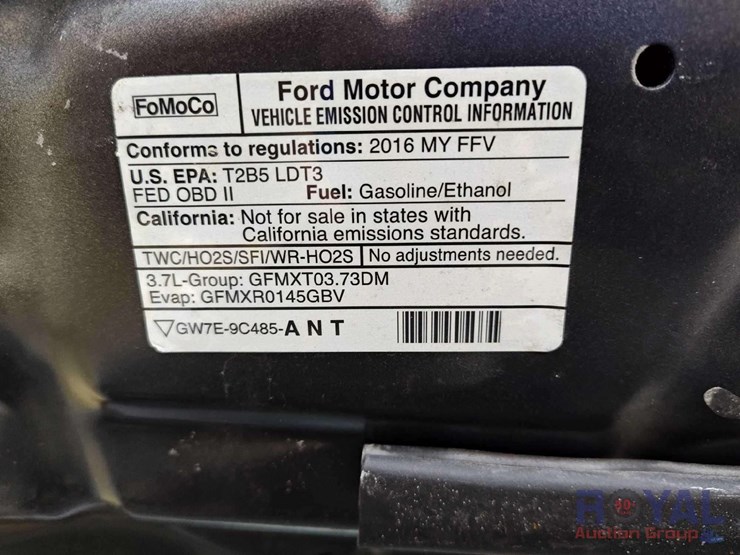 FoMoCo
Ford Motor Company
VEHICLE EMISSION CONTROL INFORMATION
Conforms to regulations: 2016 MY FFV
U.S. EPA: T2B5 LDT3
FED OBD II Fuel: Gasoline/Ethanol
California: Not for sale in states with
California emissions standards.
TWC/HO2S/SFI/WR-HO2S No adjustments needed.
3.7L-Group: GFMXT03.73DM
Evap: GFMXR0145GBV
GW7E-9C485-A N T
ROYAL
Auction Group